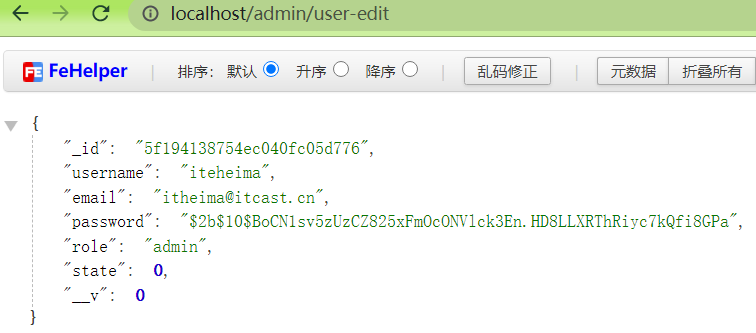 localhost/admin/user-edit
FE FeHelper | 排序: 默认 升序 降序 | 乱码修正 | 元数据 折叠所有
{
"_id": "5f194138754ec040fc05d776",
"username": "iteheima",
"email": "itheima@itcast.cn",
"password": "$2b$10$BoCN1sv5zUzCZ825xFmOcONVlck3En.HD8LLXRThRiyc7kQfi8GPa",
"role": "admin",
"state": 0,
"__v": 0
}